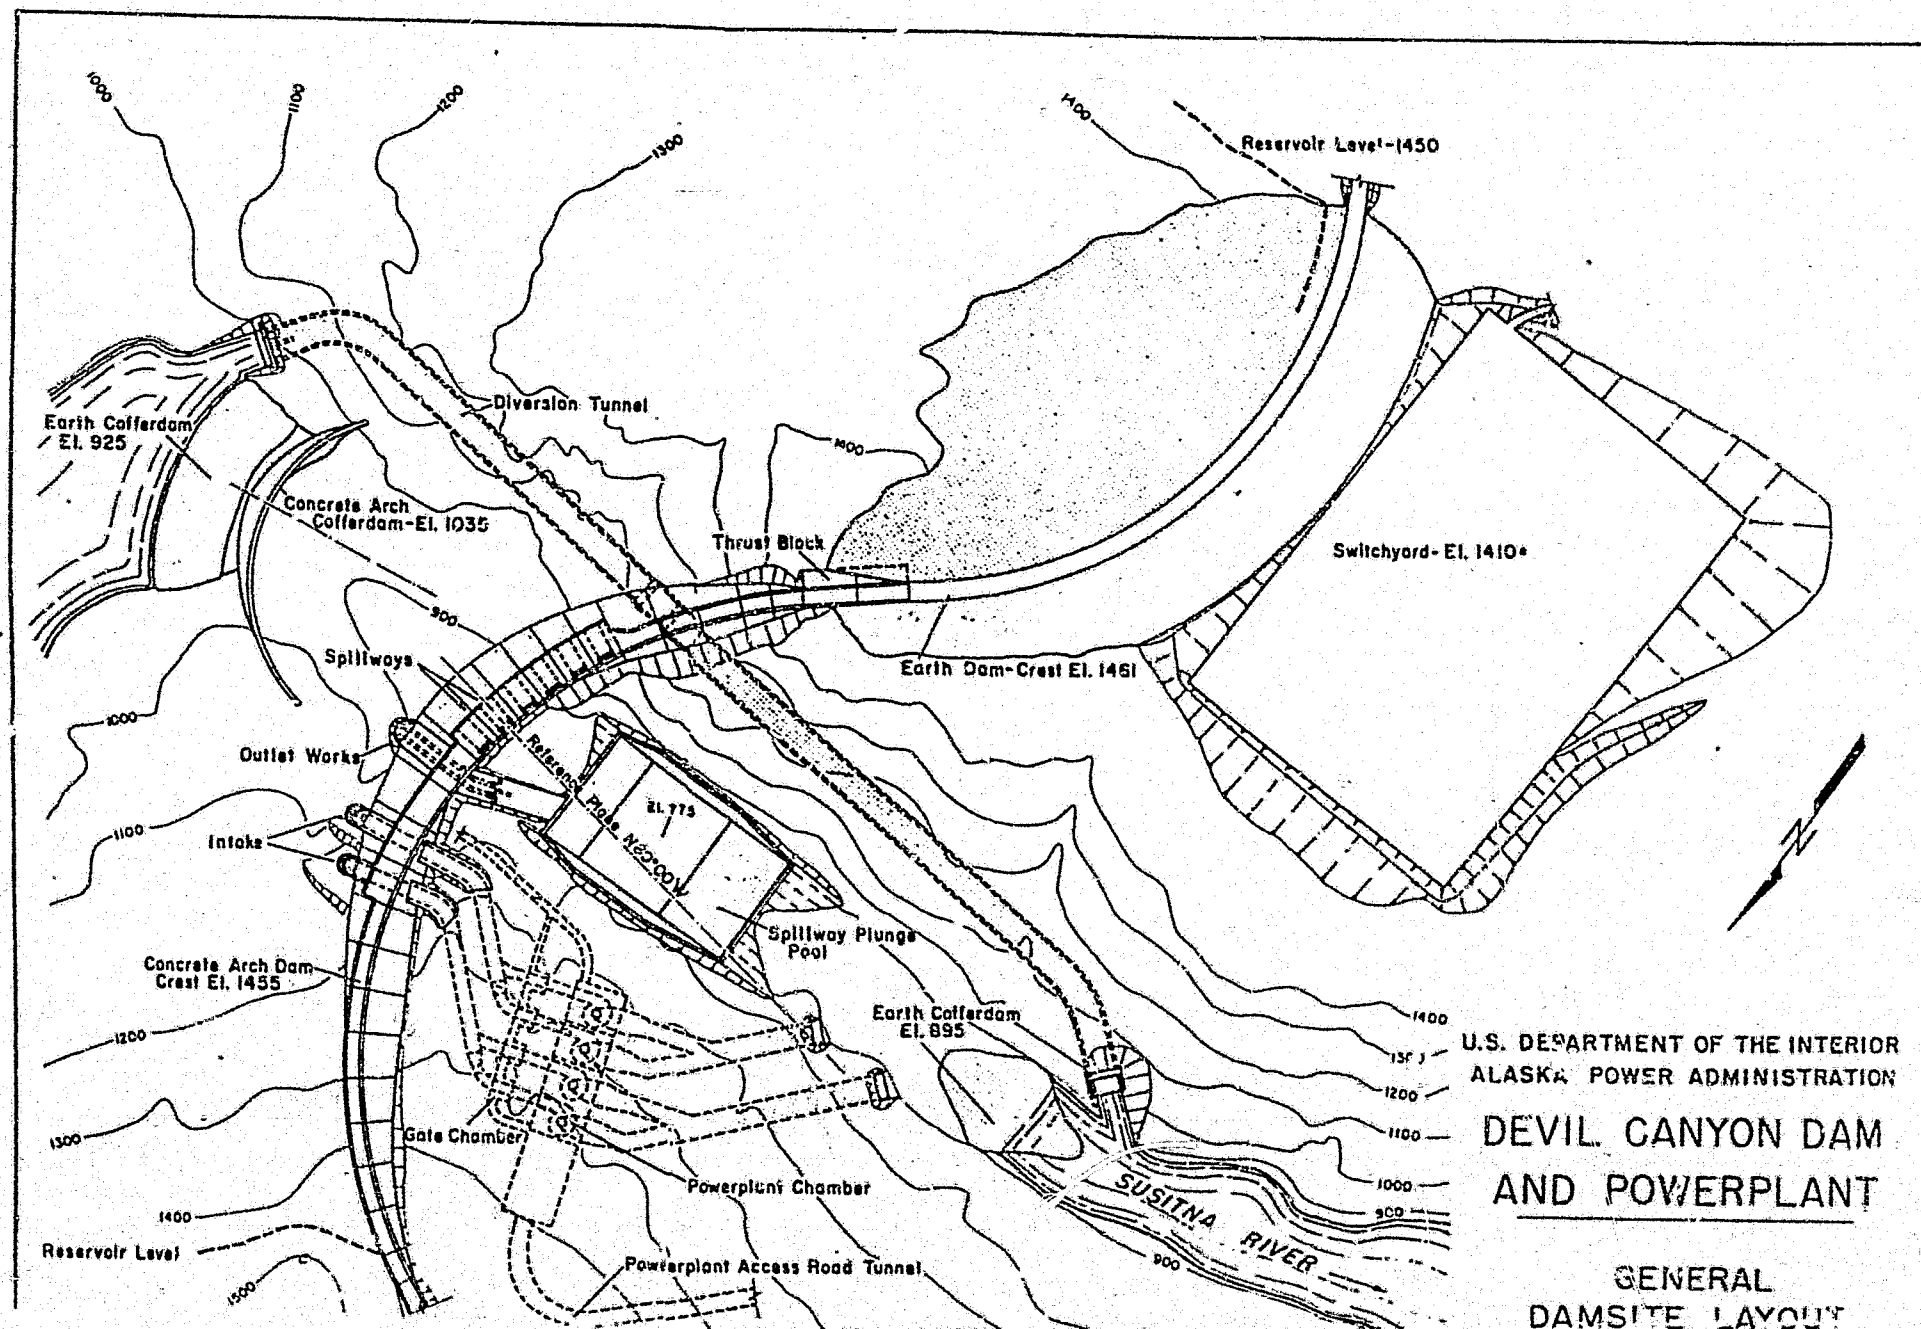 1000
1100
1200
1300
1400
Reservoir Level-1450
Diversion Tunnel
Earth Cofferdam
El. 925
1400
Concrete Arch
Cofferdam-El. 1035
Thrust Block
Switchyard-El. 1410
900
Spillways
Earth Dam-Crest El. 1461
1000
Outlet Works
Reference Plane N60°00'W
El. 775
1100
Intake
N
Spillway Plunge
Pool
Concrete Arch Dam
Crest El. 1455
Earth Cofferdam
El. 895
1200
1400
U.S. DEPARTMENT OF THE INTERIOR
ALASKA POWER ADMINISTRATION
1200
1300
Gate Chamber
1100
DEVIL CANYON DAM
AND POWERPLANT
Powerplant Chamber
1000
900
SUSITNA RIVER
1400
Reservoir Level
900
Powerplant Access Road Tunnel
1500
GENERAL
DAMSITE LAYOUT